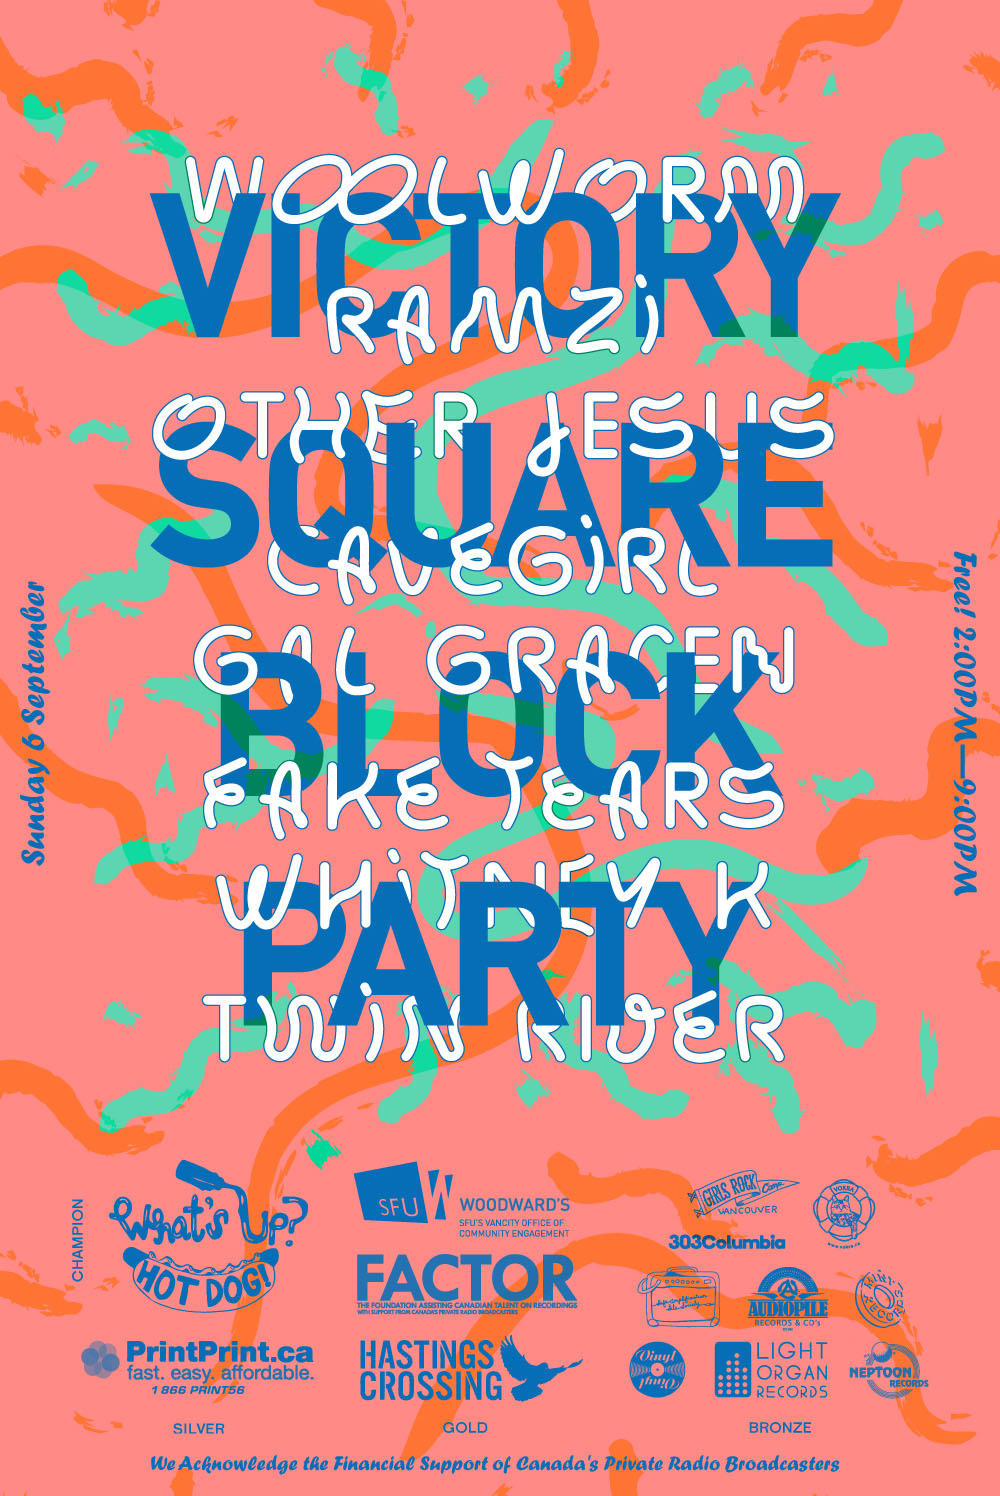 WOOLWORM
VICTORY
RAMZi
OTHER JESUS
SQUARE
CAVEGiRL
GAL GRACEN
BLOCK
FAKE TEARS
WHiTNEY K
PARTY
TWiN RIVER
Sunday 6 September
Free! 2:00PM—9:00PM
CHAMPION
What's Up?
HOT DOG!
PrintPrint.ca
fast. easy. affordable.
1 866 PRINT56
SILVER
SFU W WOODWARD'S
SFU'S VANCITY OFFICE OF
COMMUNITY ENGAGEMENT
FACTOR
THE FOUNDATION ASSISTING CANADIAN TALENT ON RECORDINGS
WITH SUPPORT FROM CANADA'S PRIVATE RADIO BROADCASTERS
HASTINGS
CROSSING
GOLD
GIRLS ROCK
Camp
VANCOUVER
303Columbia
AUDIOPILE
RECORDS & CO's
Vinyl
Vinyl
LIGHT
ORGAN
RECORDS
NEPTOON
RECORDS
BRONZE
We Acknowledge the Financial Support of Canada's Private Radio Broadcasters